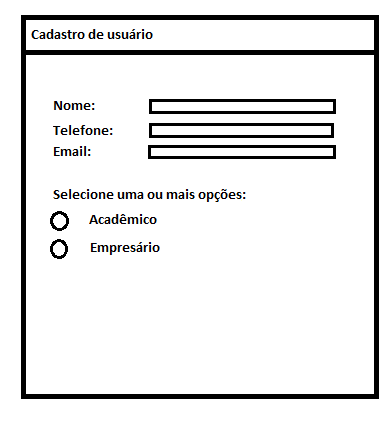 Cadastro de usuário
Nome:
Telefone:
Email:
Selecione uma ou mais opções:
Acadêmico
Empresário